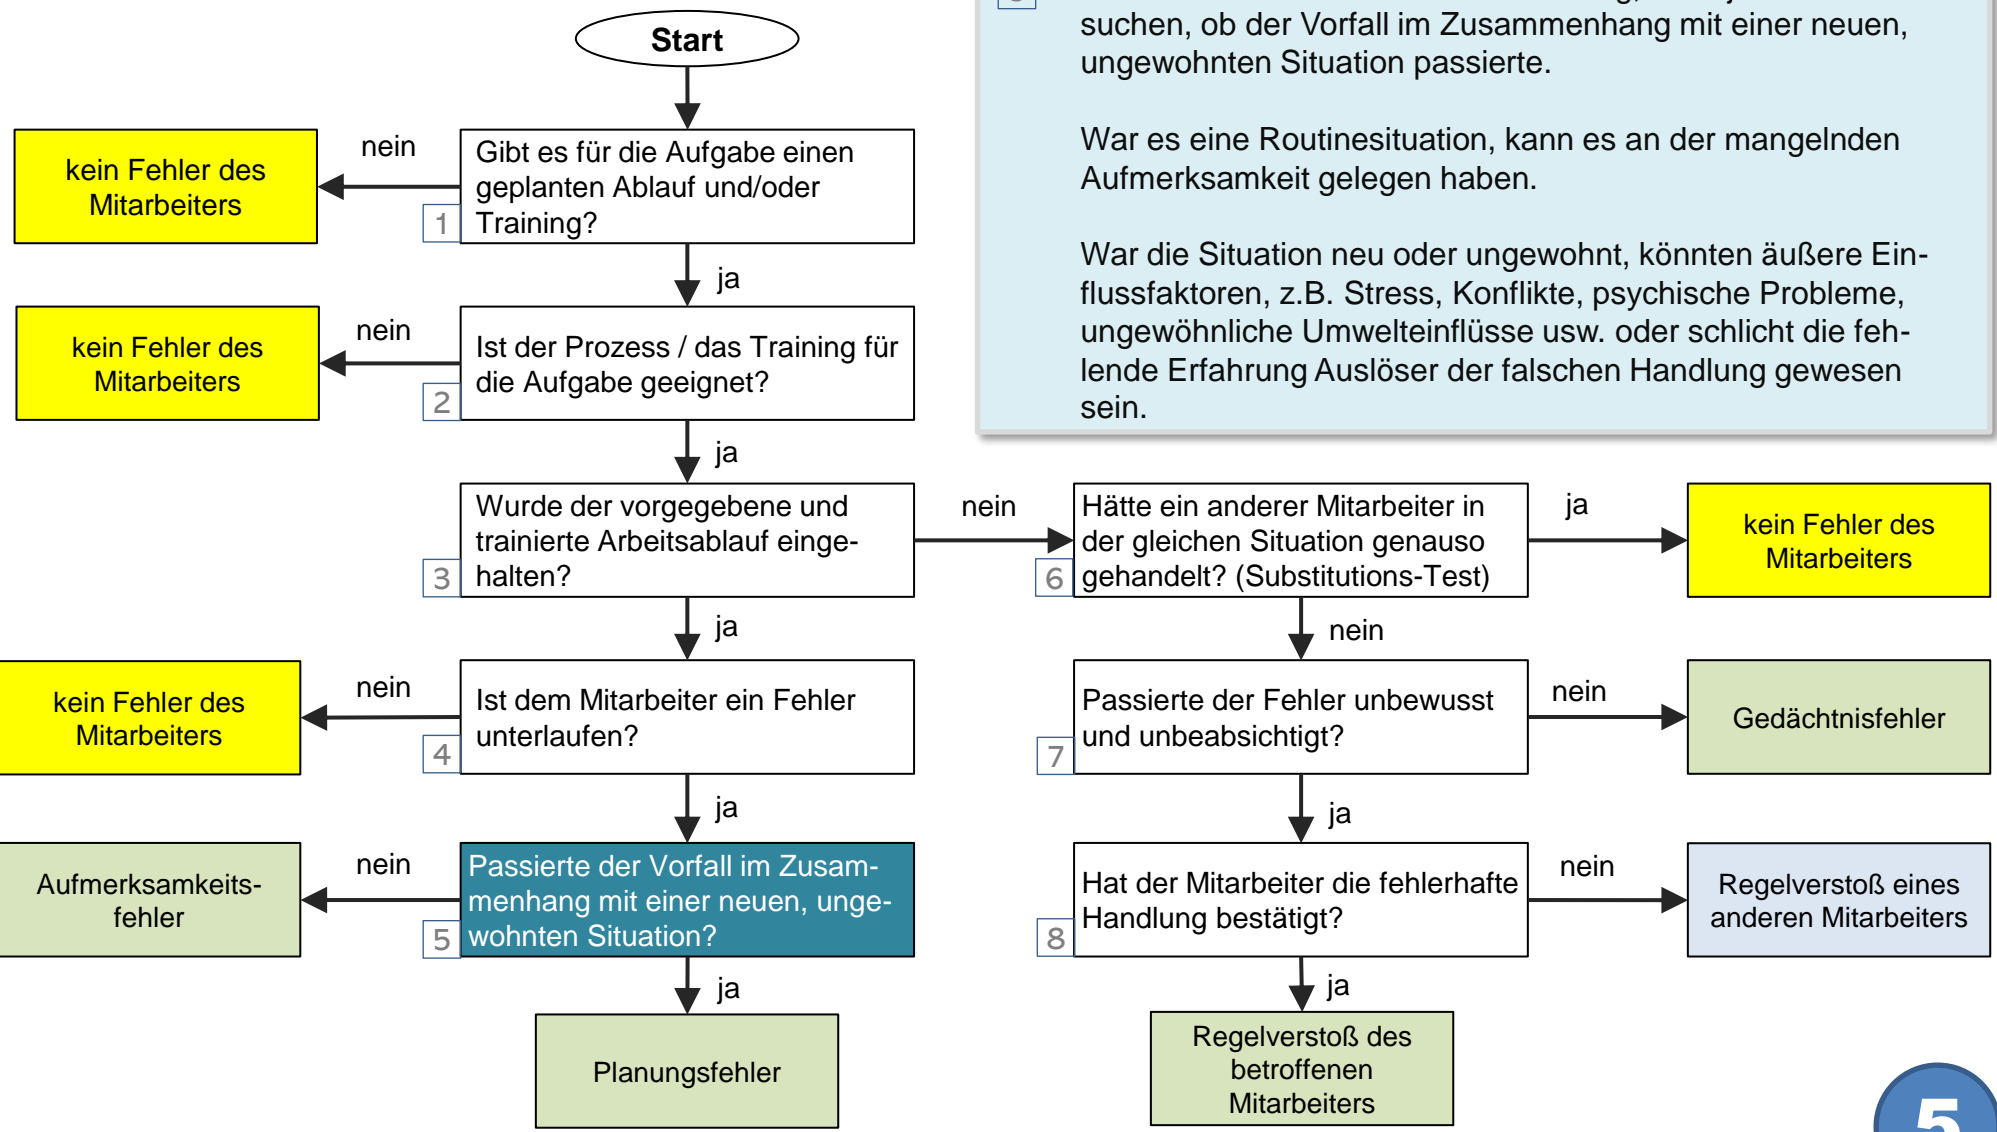 Start
suchen, ob der Vorfall im Zusammenhang mit einer neuen,
ungewohnten Situation passierte.
War es eine Routinesituation, kann es an der mangelnden
Aufmerksamkeit gelegen haben.
War die Situation neu oder ungewohnt, könnten äußere Ein-
flussfaktoren, z.B. Stress, Konflikte, psychische Probleme,
ungewöhnliche Umwelteinflüsse usw. oder schlicht die feh-
lende Erfahrung Auslöser der falschen Handlung gewesen
sein.
Gibt es für die Aufgabe einen
geplanten Ablauf und/oder
Training?
1
nein
kein Fehler des
Mitarbeiters
ja
Ist der Prozess / das Training für
die Aufgabe geeignet?
2
nein
kein Fehler des
Mitarbeiters
ja
Wurde der vorgegebene und
trainierte Arbeitsablauf einge-
halten?
3
nein
Hätte ein anderer Mitarbeiter in
der gleichen Situation genauso
gehandelt? (Substitutions-Test)
6
ja
kein Fehler des
Mitarbeiters
ja
nein
Ist dem Mitarbeiter ein Fehler
unterlaufen?
4
nein
kein Fehler des
Mitarbeiters
Passierte der Fehler unbewusst
und unbeabsichtigt?
7
nein
Gedächtnisfehler
ja
ja
Passierte der Vorfall im Zusam-
menhang mit einer neuen, unge-
wohnten Situation?
5
nein
Aufmerksamkeits-
fehler
Hat der Mitarbeiter die fehlerhafte
Handlung bestätigt?
8
nein
Regelverstoß eines
anderen Mitarbeiters
ja
ja
Planungsfehler
Regelverstoß des
betroffenen
Mitarbeiters
5